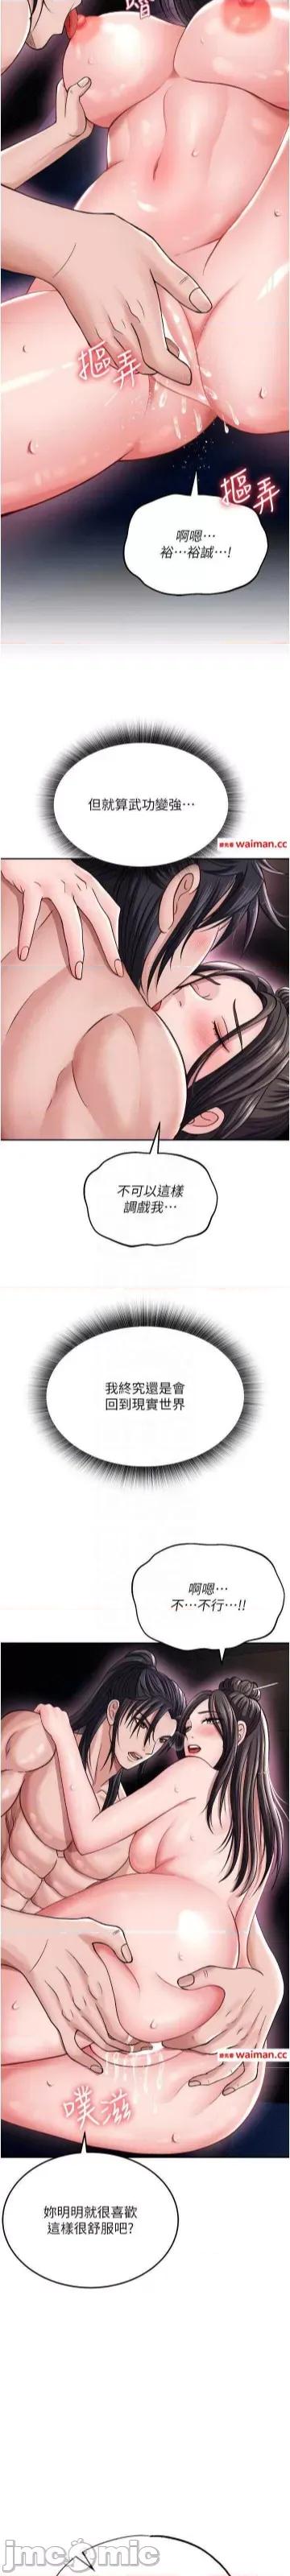 摳弄
摳弄
啊嗯…
裕…裕誠…!
但就算武功變強…
waiman.cc
不可以這樣
調戲我…
我終究還是會
回到現實世界
啊嗯…
不…不行…!!
waiman.cc
噗滋
妳明明就很喜歡
這樣很舒服吧?
jmcomic